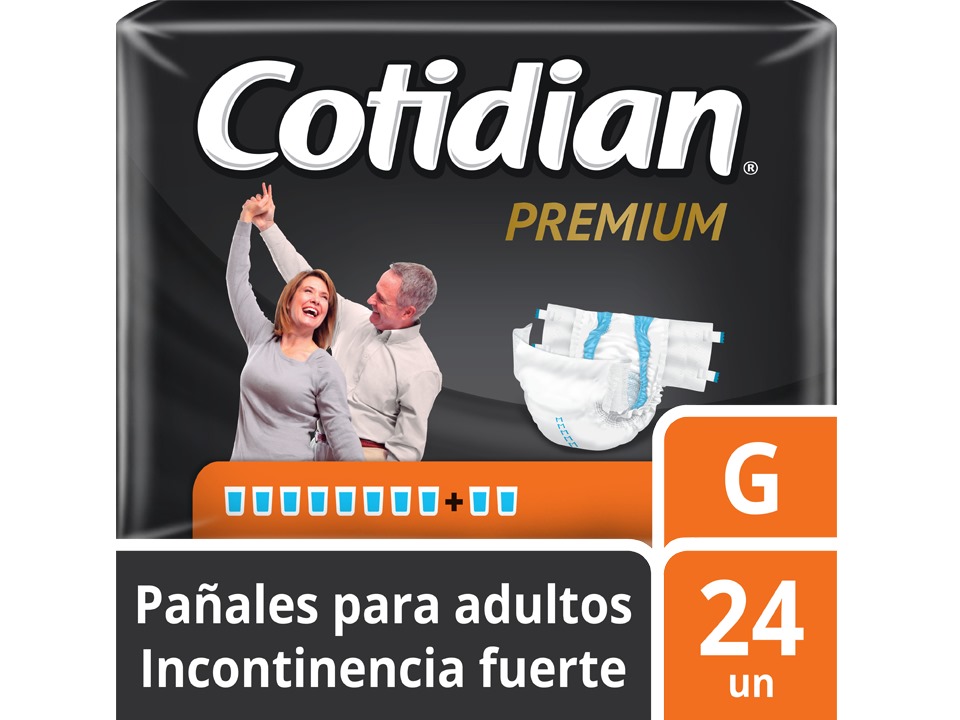 Cotidian®
PREMIUM
+
G
Pañales para adultos
Incontinencia fuerte
24
un